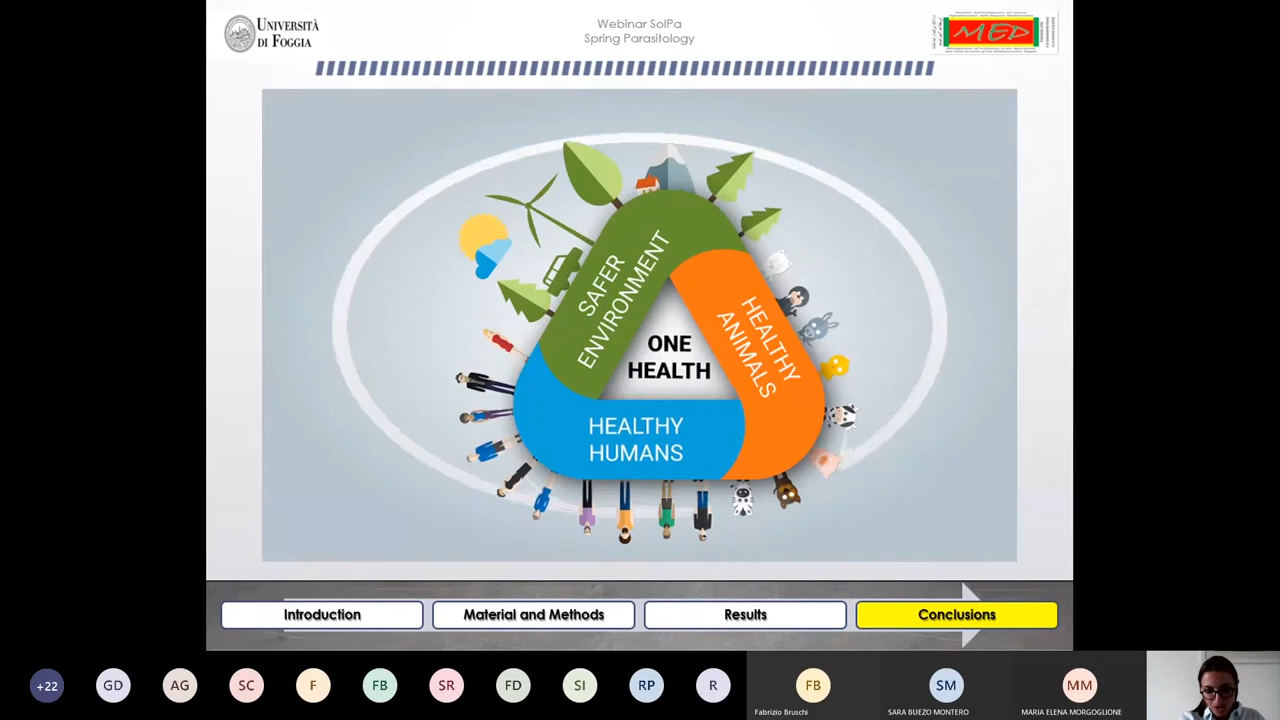 UNIVERSITÀ
DI FOGGIA
Webinar SoIPa
Spring Parasitology
MED
SAFER
ENVIRONMENT
HEALTHY
ANIMALS
ONE
HEALTH
HEALTHY
HUMANS
Introduction
Material and Methods
Results
Conclusions
+22
GD
AG
SC
F
FB
SR
FD
SI
RP
R
FB
SM
MM
Fabrizio Bruschi
SARA BUEZO MONTERO
MARIA ELENA MORGOGLIONE